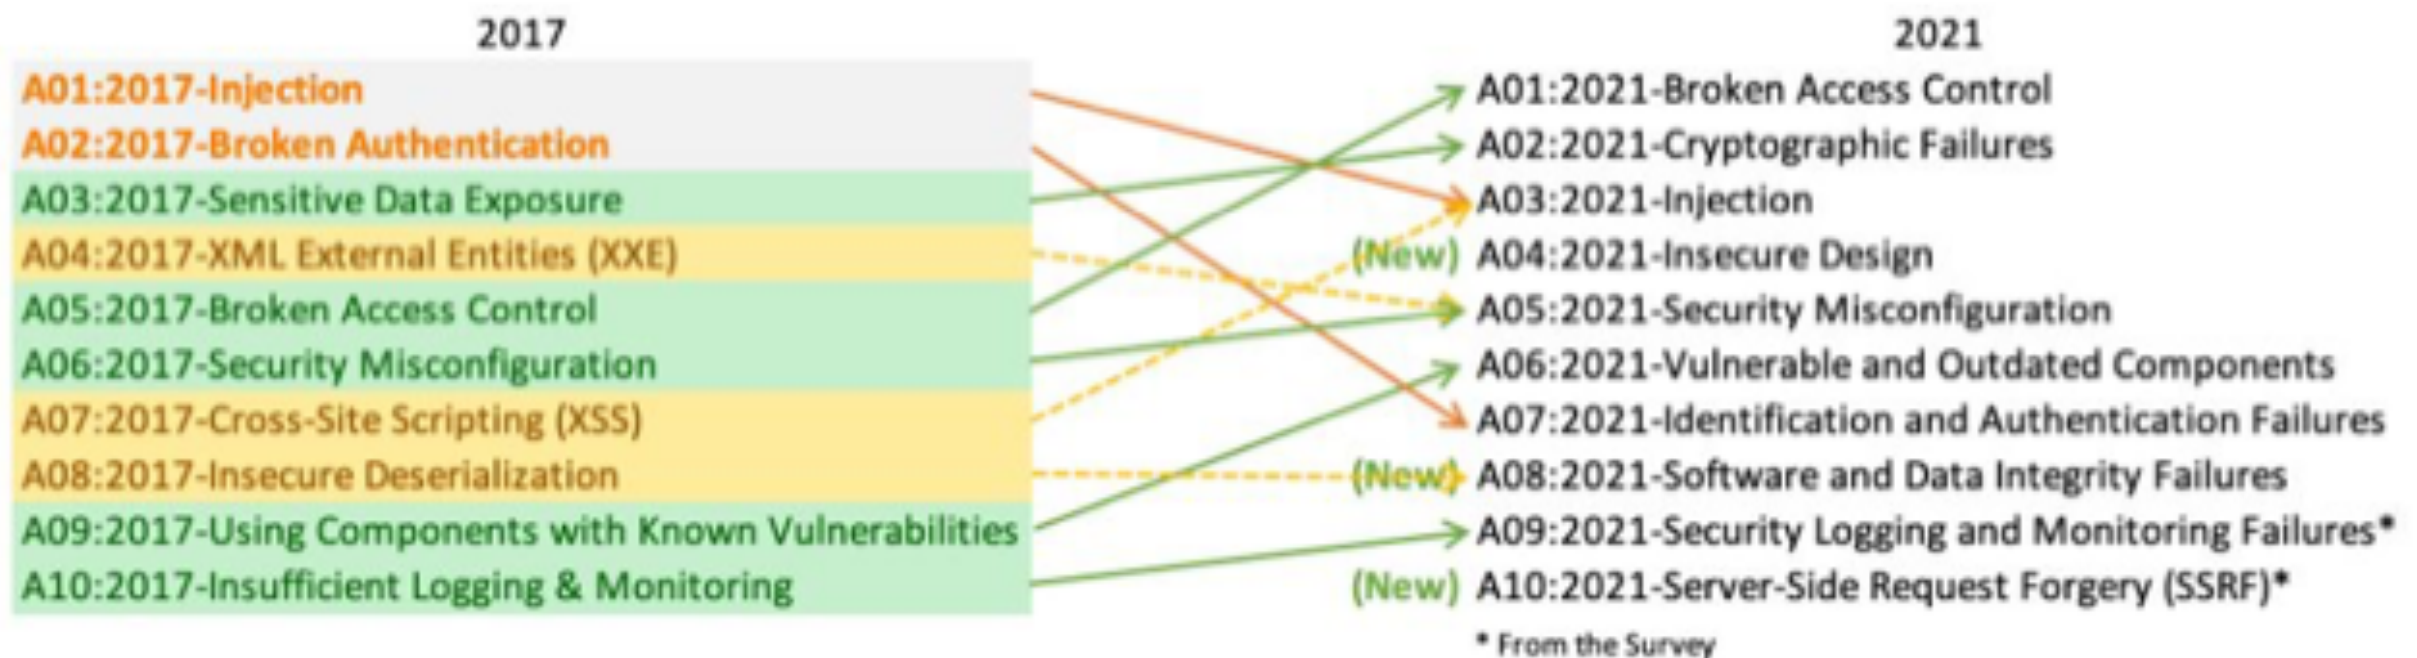 2017
A01:2017-Injection
A02:2017-Broken Authentication
A03:2017-Sensitive Data Exposure
A04:2017-XML External Entities (XXE)
A05:2017-Broken Access Control
A06:2017-Security Misconfiguration
A07:2017-Cross-Site Scripting (XSS)
A08:2017-Insecure Deserialization
A09:2017-Using Components with Known Vulnerabilities
A10:2017-Insufficient Logging & Monitoring
2021
A01:2021-Broken Access Control
A02:2021-Cryptographic Failures
A03:2021-Injection
(New) A04:2021-Insecure Design
A05:2021-Security Misconfiguration
A06:2021-Vulnerable and Outdated Components
A07:2021-Identification and Authentication Failures
(New) A08:2021-Software and Data Integrity Failures
A09:2021-Security Logging and Monitoring Failures*
(New) A10:2021-Server-Side Request Forgery (SSRF)*
* From the Survey